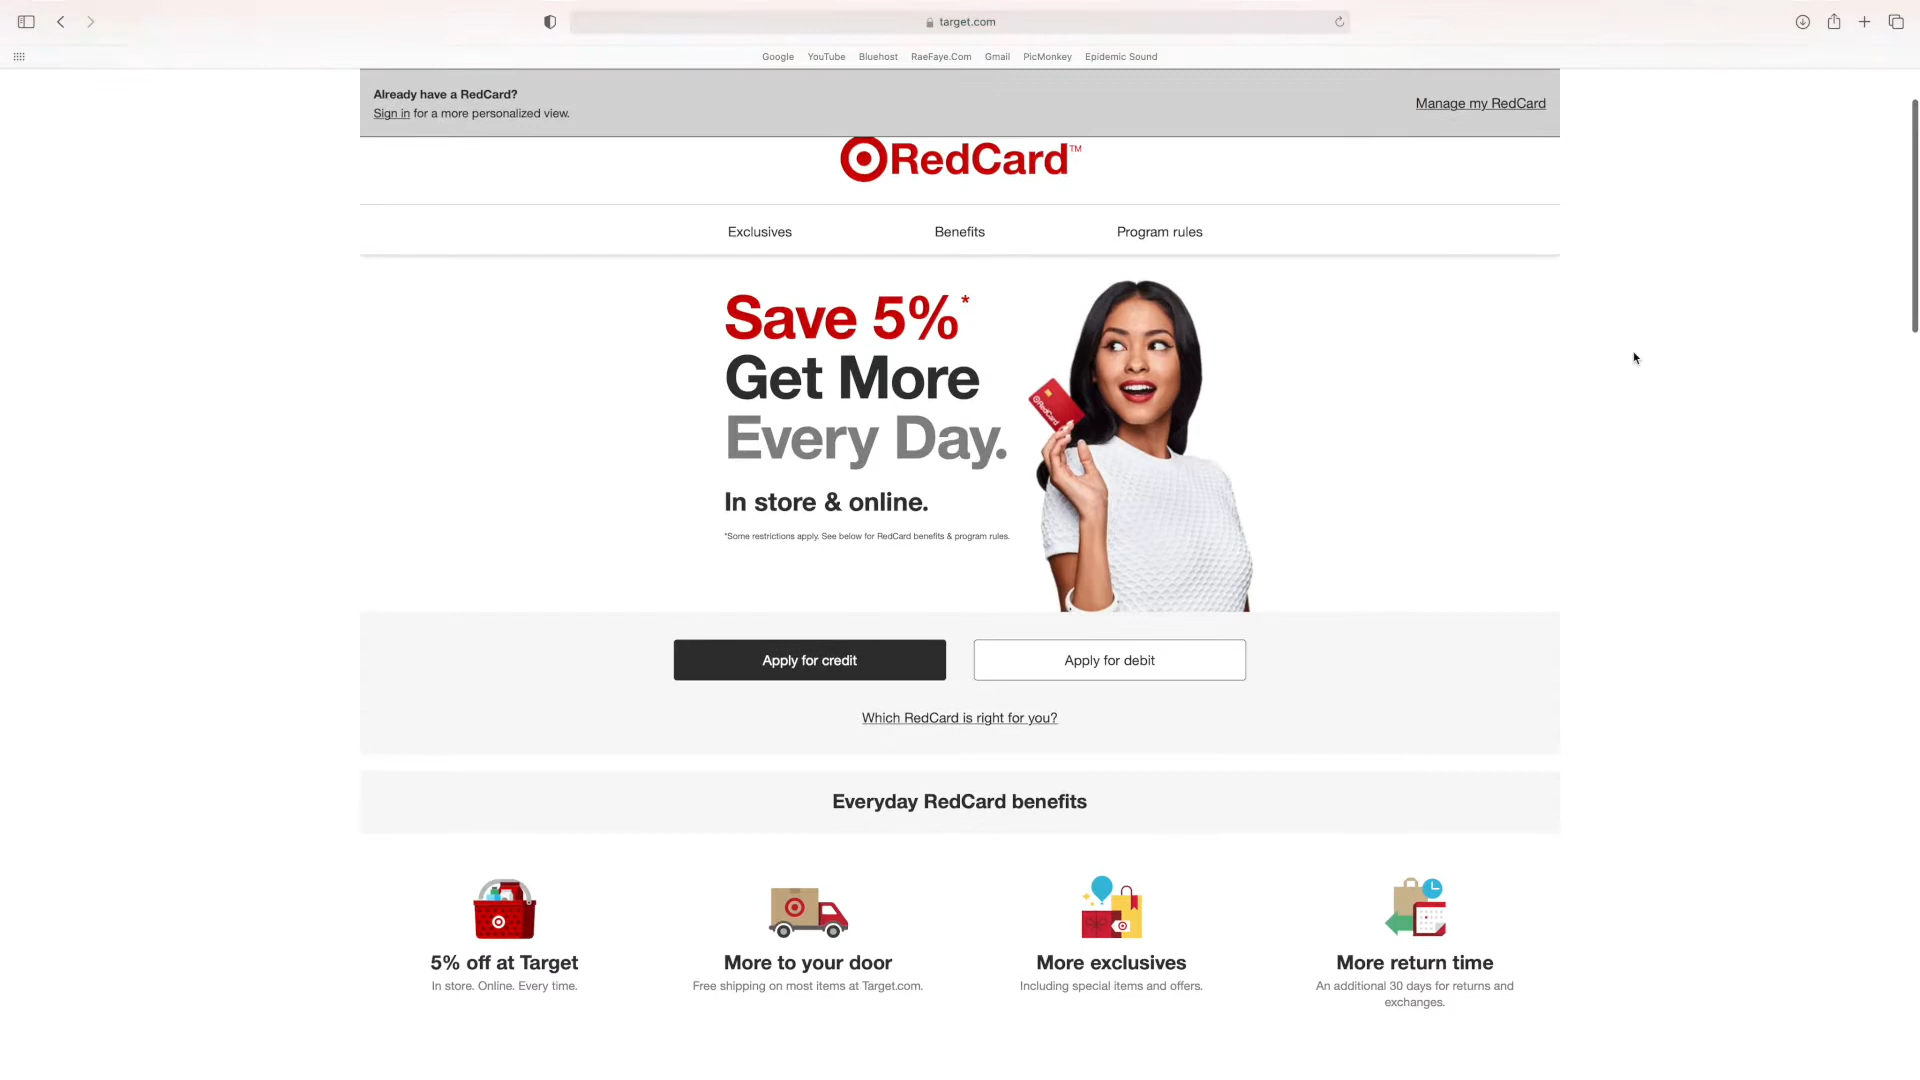 target.com
Google YouTube Bluehost RaeFaye.Com Gmail PicMonkey Epidemic Sound
Already have a RedCard?
Sign in for a more personalized view.
Manage my RedCard
RedCard™
Exclusives Benefits Program rules
Save 5%*
Get More
Every Day.
In store & online.
*Some restrictions apply. See below for RedCard benefits & program rules.
RedCard
Apply for credit Apply for debit
Which RedCard is right for you?
Everyday RedCard benefits
5% off at Target
In store. Online. Every time.
More to your door
Free shipping on most items at Target.com.
More exclusives
Including special items and offers.
More return time
An additional 30 days for returns and
exchanges.